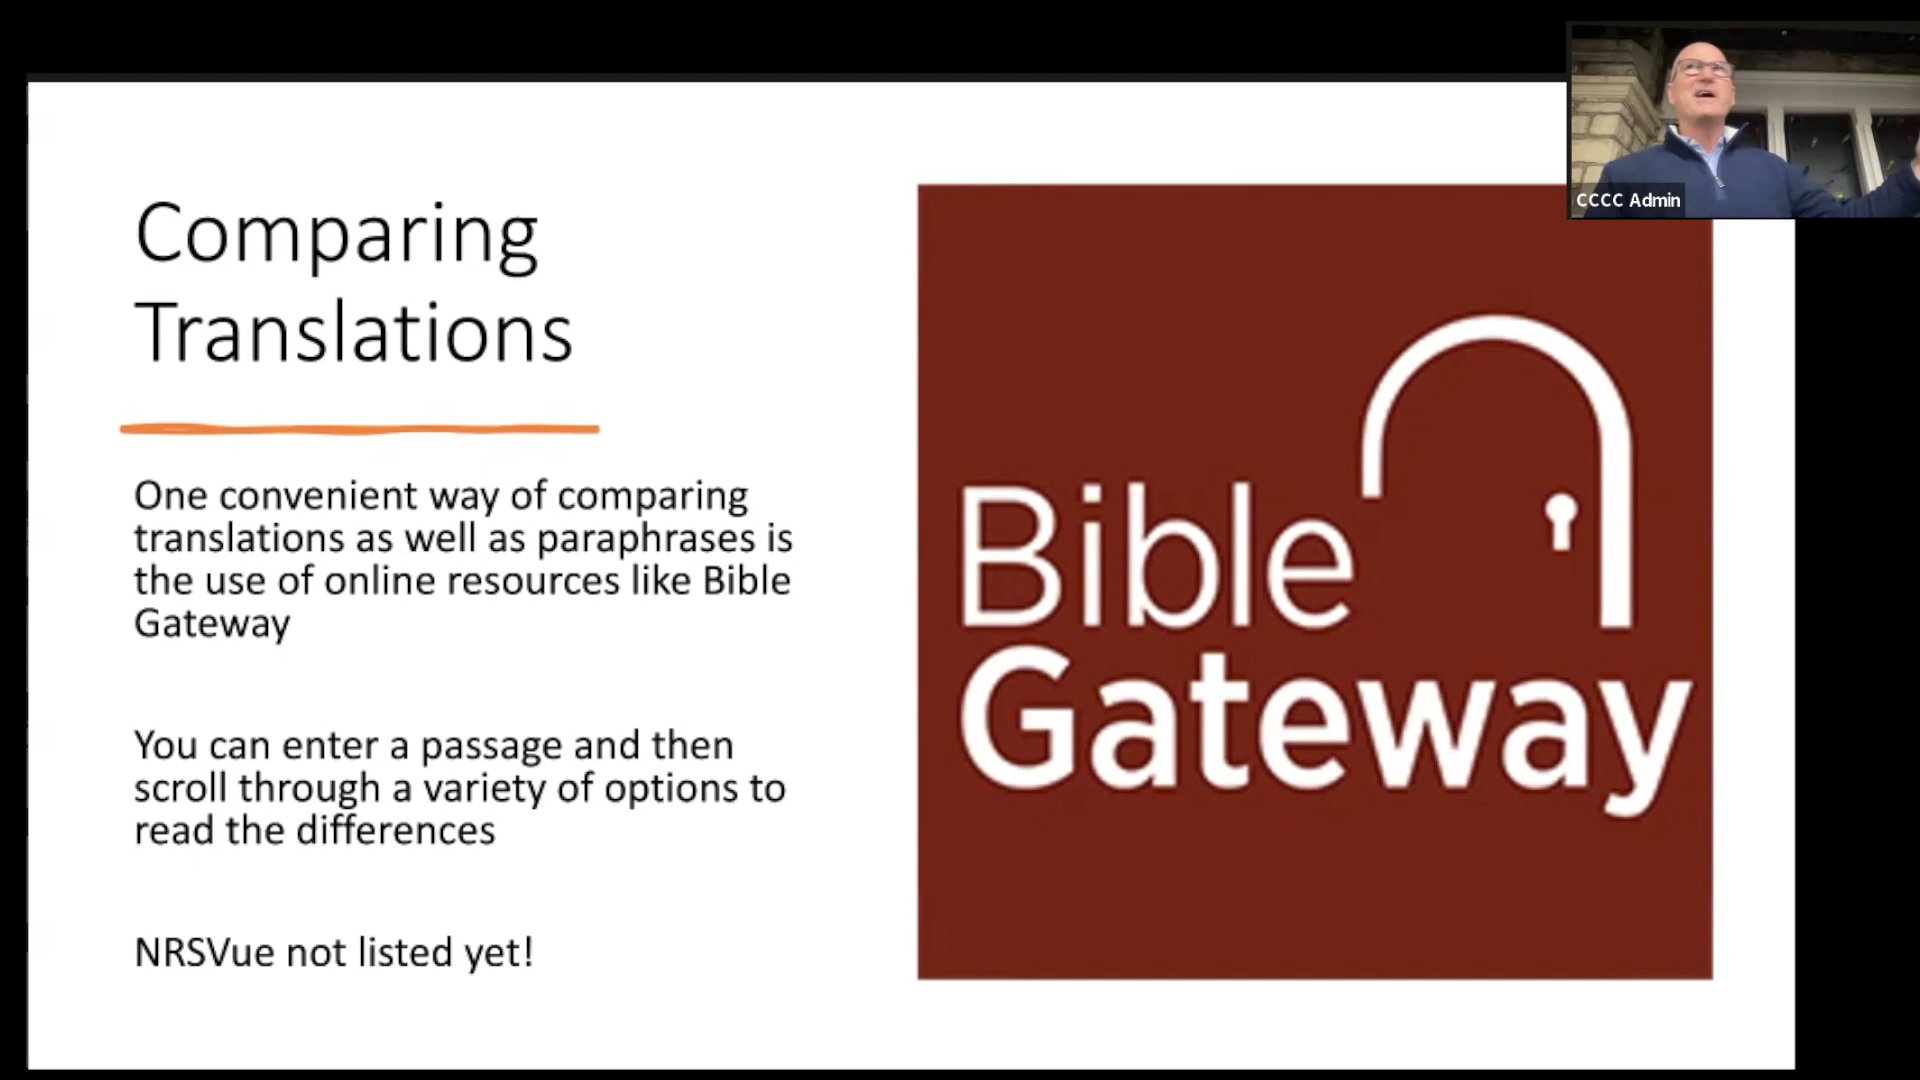 Comparing
Translations
One convenient way of comparing
translations as well as paraphrases is
the use of online resources like Bible
Gateway
You can enter a passage and then
scroll through a variety of options to
read the differences
NRSVue not listed yet!
Bible
Gateway
CCCC Admin